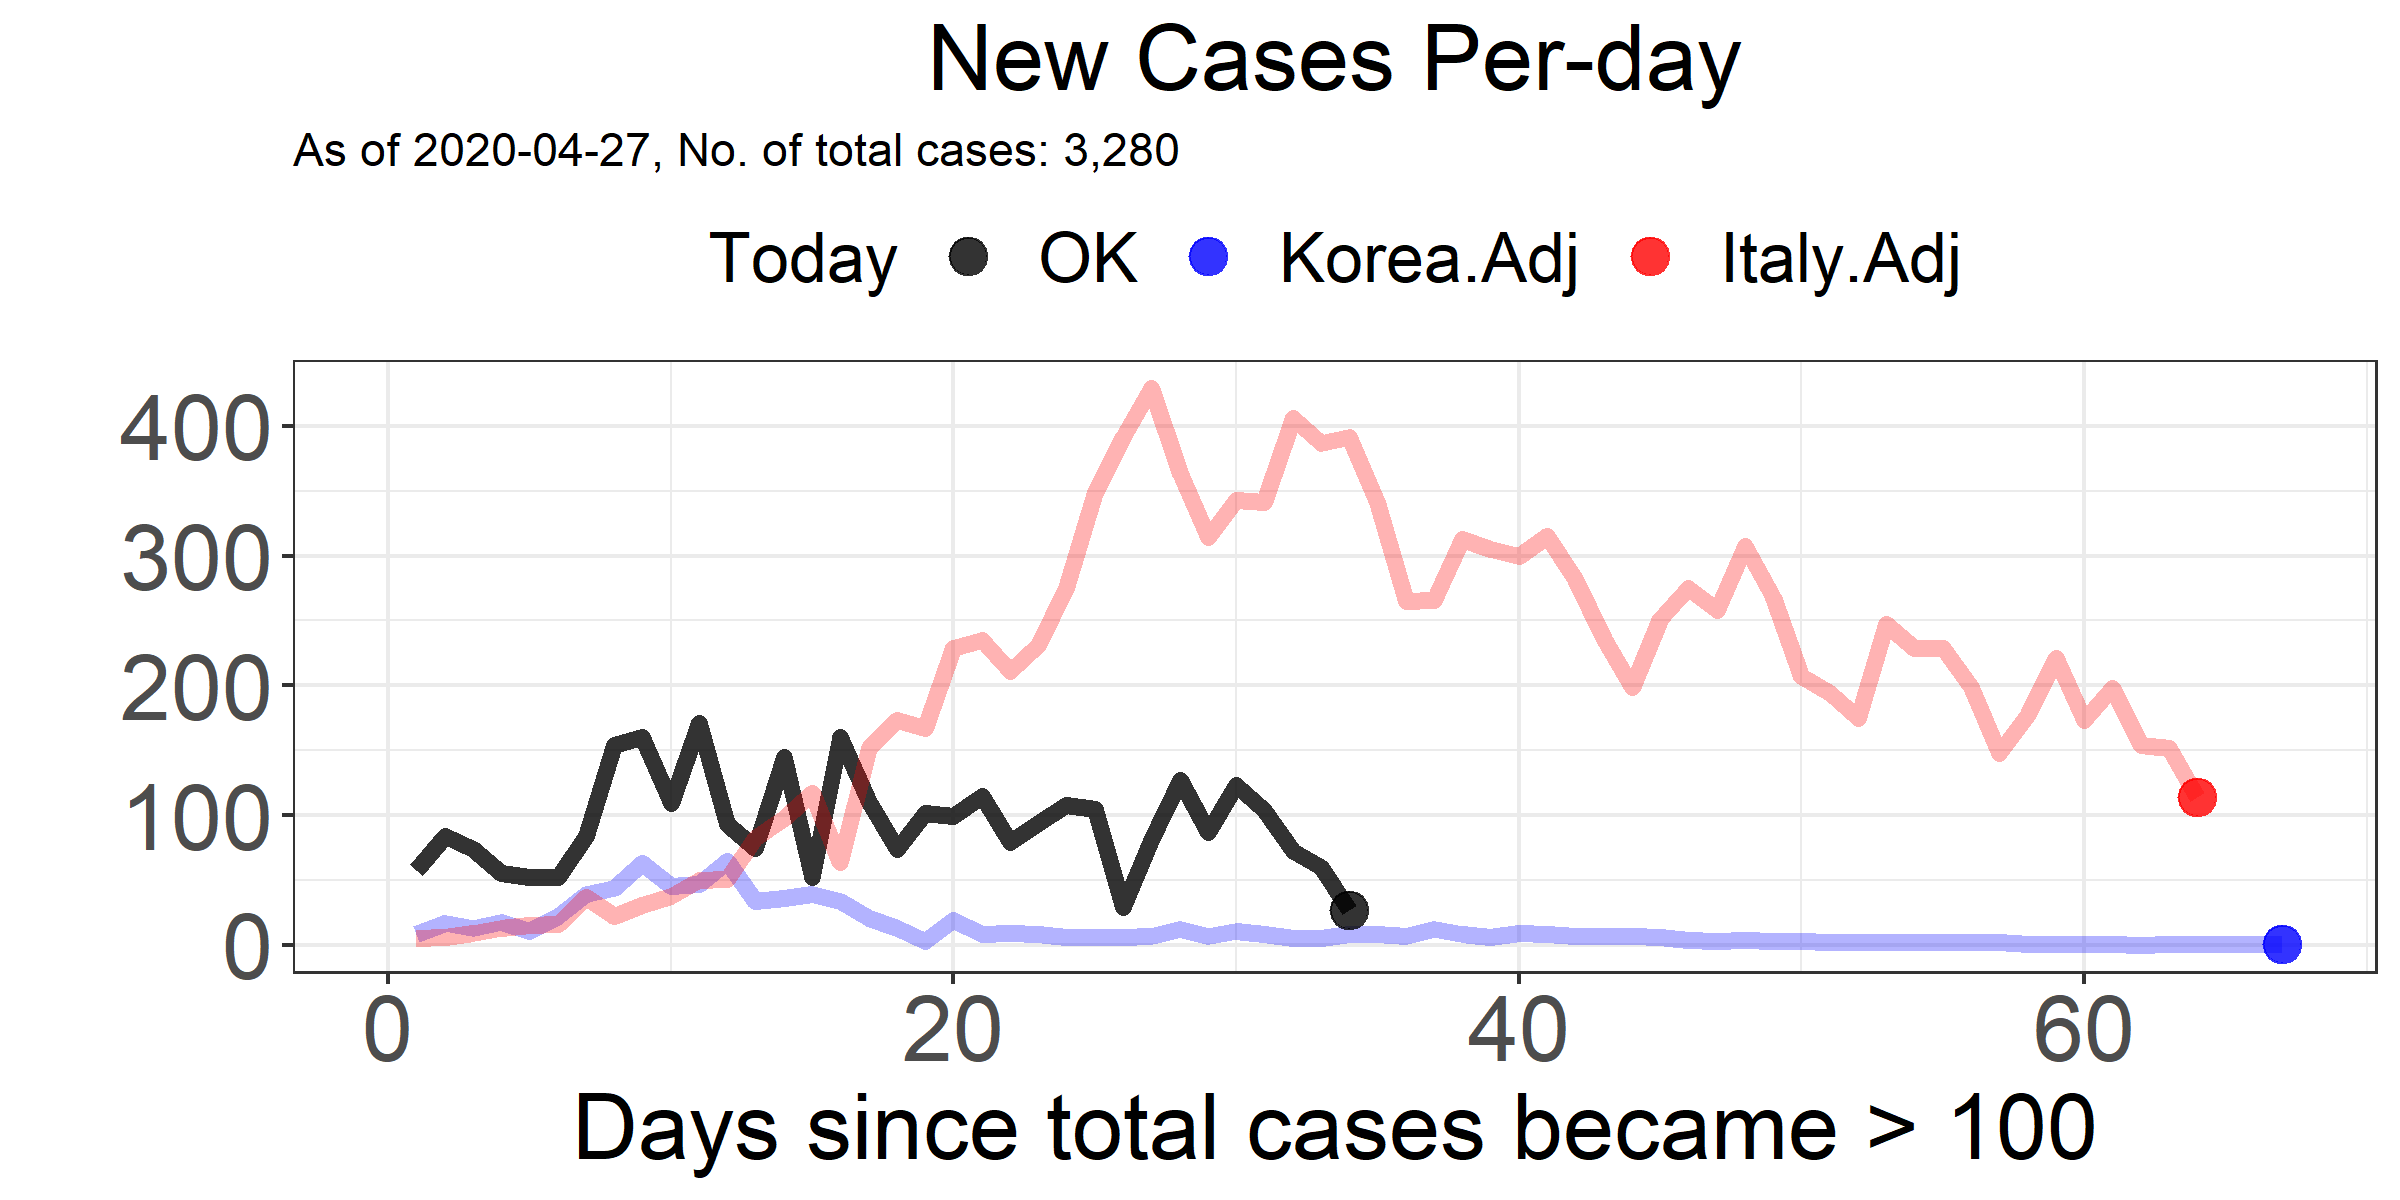 New Cases Per-day
As of 2020-04-27, No. of total cases: 3,280
Today OK Korea.Adj Italy.Adj
400
300
200
100
0
0 20 40 60
Days since total cases became > 100